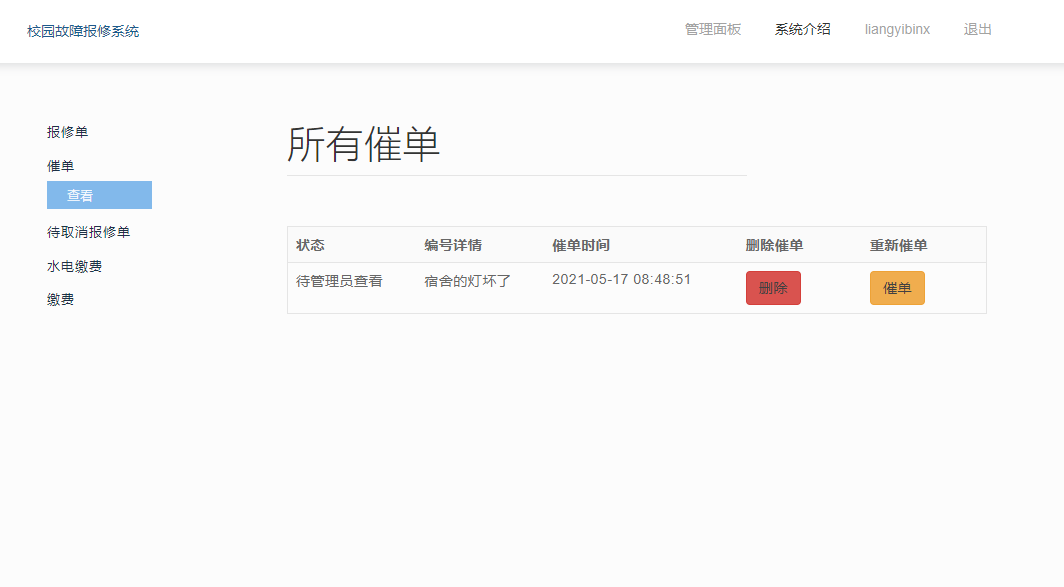 校园故障报修系统 管理面板 系统介绍 liangyibinx 退出
报修单
催单
查看
待取消报修单
水电缴费
缴费
所有催单
状态 编号详情 催单时间 删除催单 重新催单
待管理员查看 宿舍的灯坏了 2021-05-17 08:48:51 删除 催单